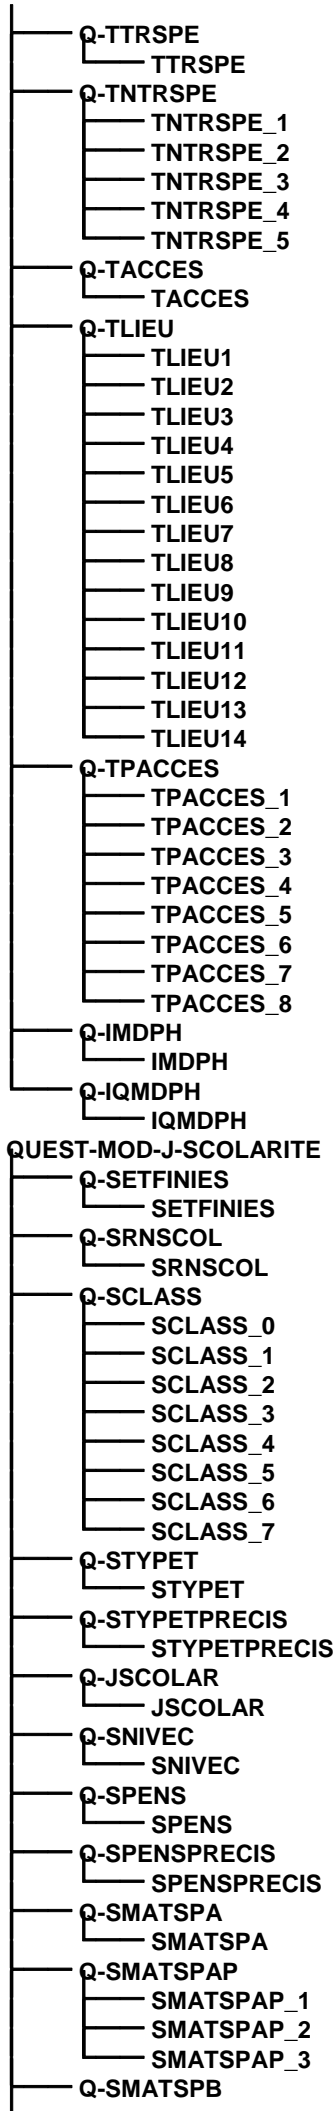 Q-TTRSPE
TTRSPE
Q-TNTRSPE
TNTRSPE_1
TNTRSPE_2
TNTRSPE_3
TNTRSPE_4
TNTRSPE_5
Q-TACCES
TACCES
Q-TLIEU
TLIEU1
TLIEU2
TLIEU3
TLIEU4
TLIEU5
TLIEU6
TLIEU7
TLIEU8
TLIEU9
TLIEU10
TLIEU11
TLIEU12
TLIEU13
TLIEU14
Q-TPACCES
TPACCES_1
TPACCES_2
TPACCES_3
TPACCES_4
TPACCES_5
TPACCES_6
TPACCES_7
TPACCES_8
Q-IMDPH
IMDPH
Q-IQMDPH
IQMDPH
QUEST-MOD-J-SCOLARITE
Q-SETFINIES
SETFINIES
Q-SRNSCOL
SRNSCOL
Q-SCLASS
SCLASS_0
SCLASS_1
SCLASS_2
SCLASS_3
SCLASS_4
SCLASS_5
SCLASS_6
SCLASS_7
Q-STYPET
STYPET
Q-STYPETPRECIS
STYPETPRECIS
Q-JSCOLAR
JSCOLAR
Q-SNIVEC
SNIVEC
Q-SPENS
SPENS
Q-SPENSPRECIS
SPENSPRECIS
Q-SMATSPA
SMATSPA
Q-SMATSPAP
SMATSPAP_1
SMATSPAP_2
SMATSPAP_3
Q-SMATSPB